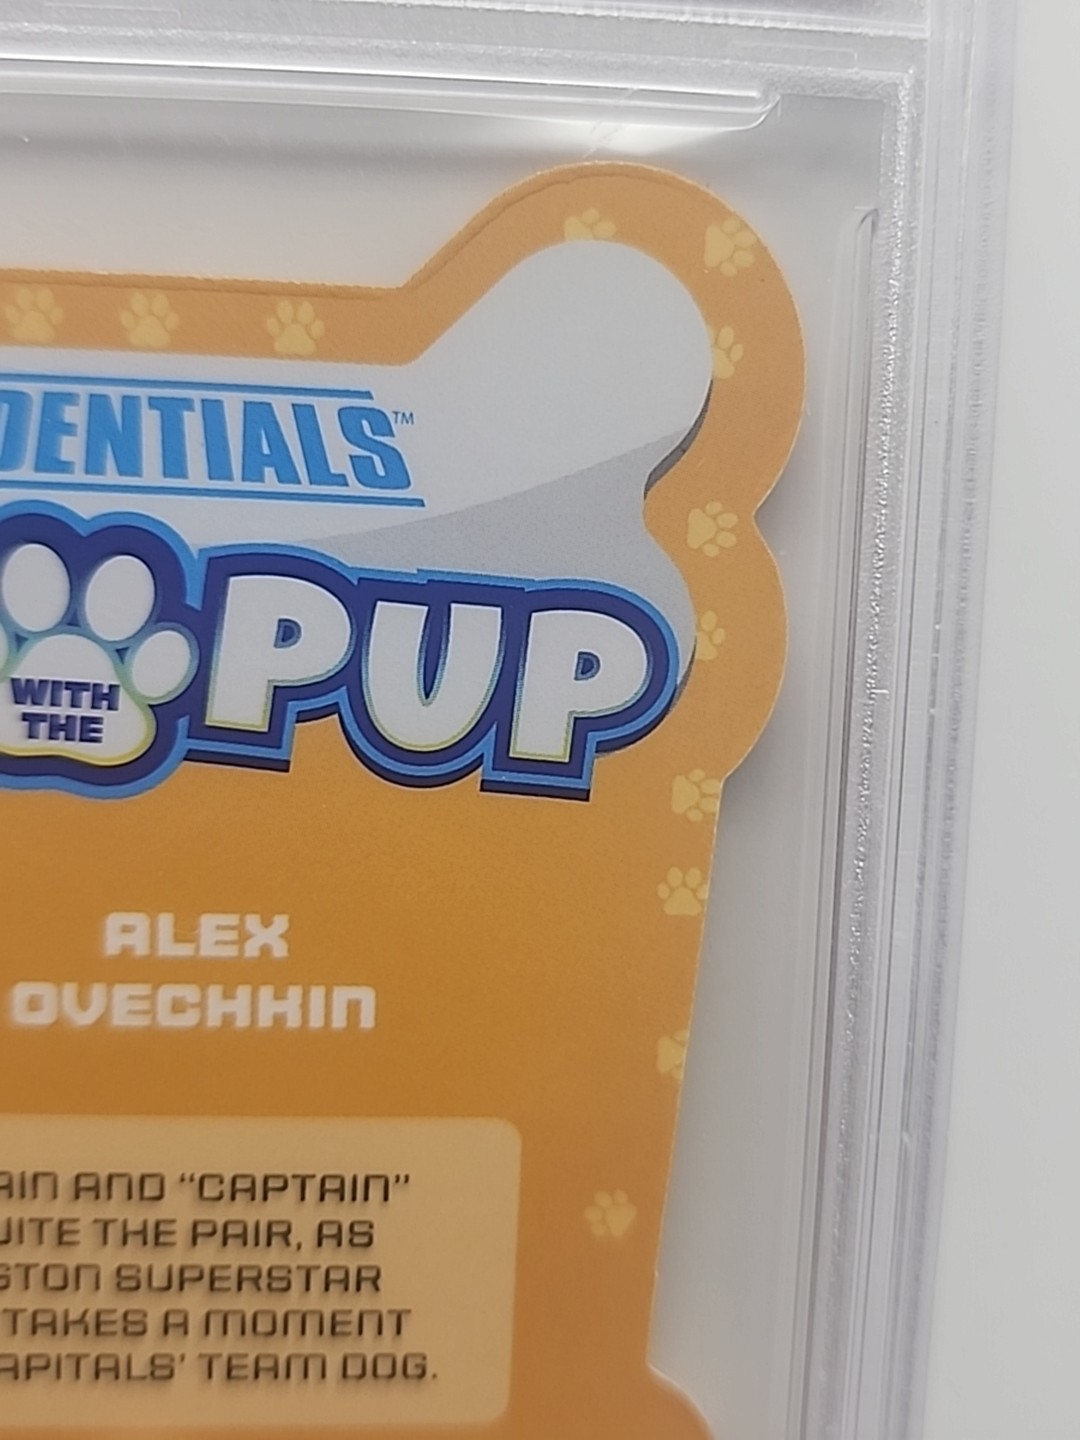 DENTIALS™
WITH
THE
PUP
ALEX
OVECHKIN
AIN AND “CAPTAIN”
UITE THE PAIR, AS
GTON SUPERSTAR
TAKES A MOMENT
APITALS’ TEAM DOG.